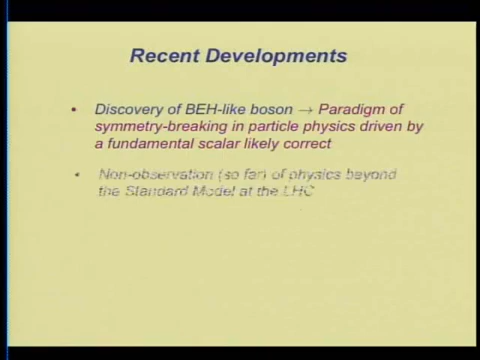 Recent Developments
• Discovery of BEH-like boson → Paradigm of
symmetry-breaking in particle physics driven by
a fundamental scalar likely correct
• Non-observation (so far) of physics beyond
the Standard Model at the LHC